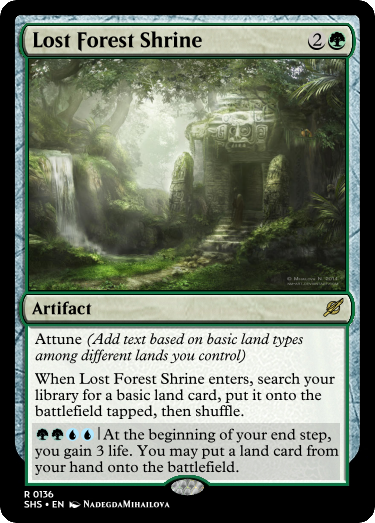 Lost Forest Shrine 2
Artifact
Attune (Add text based on basic land types
among different lands you control)
When Lost Forest Shrine enters, search your
library for a basic land card, put it onto the
battlefield tapped, then shuffle.
| At the beginning of your end step,
you gain 3 life. You may put a land card from
your hand onto the battlefield.
R 0136
SHS • EN NadegdaMihailova